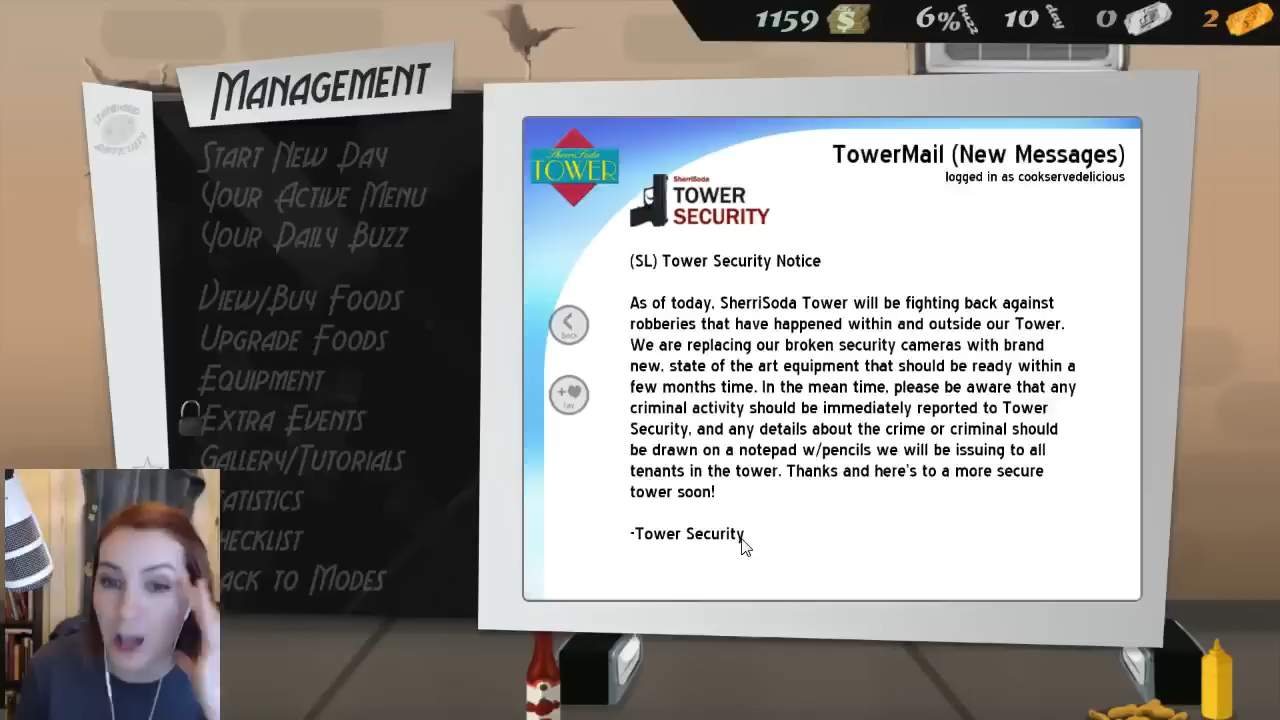 1159 $ 6% buzz 10 day 0 2
MANAGEMENT
START NEW DAY
YOUR ACTIVE MENU
YOUR DAILY BUZZ
VIEW/BUY FOODS
UPGRADE FOODS
EQUIPMENT
EXTRA EVENTS
GALLERY/TUTORIALS
TATISTICS
HECKLIST
ACK TO MODES
SherriSoda
TOWER
TowerMail (New Messages)
logged in as cookservedelicious
SherriSoda
TOWER
SECURITY
(SL) Tower Security Notice
As of today, SherriSoda Tower will be fighting back against
robberies that have happened within and outside our Tower.
We are replacing our broken security cameras with brand
new, state of the art equipment that should be ready within a
few months time. In the mean time, please be aware that any
criminal activity should be immediately reported to Tower
Security, and any details about the crime or criminal should
be drawn on a notepad w/pencils we will be issuing to all
tenants in the tower. Thanks and here's to a more secure
tower soon!
-Tower Security
back
+
fav